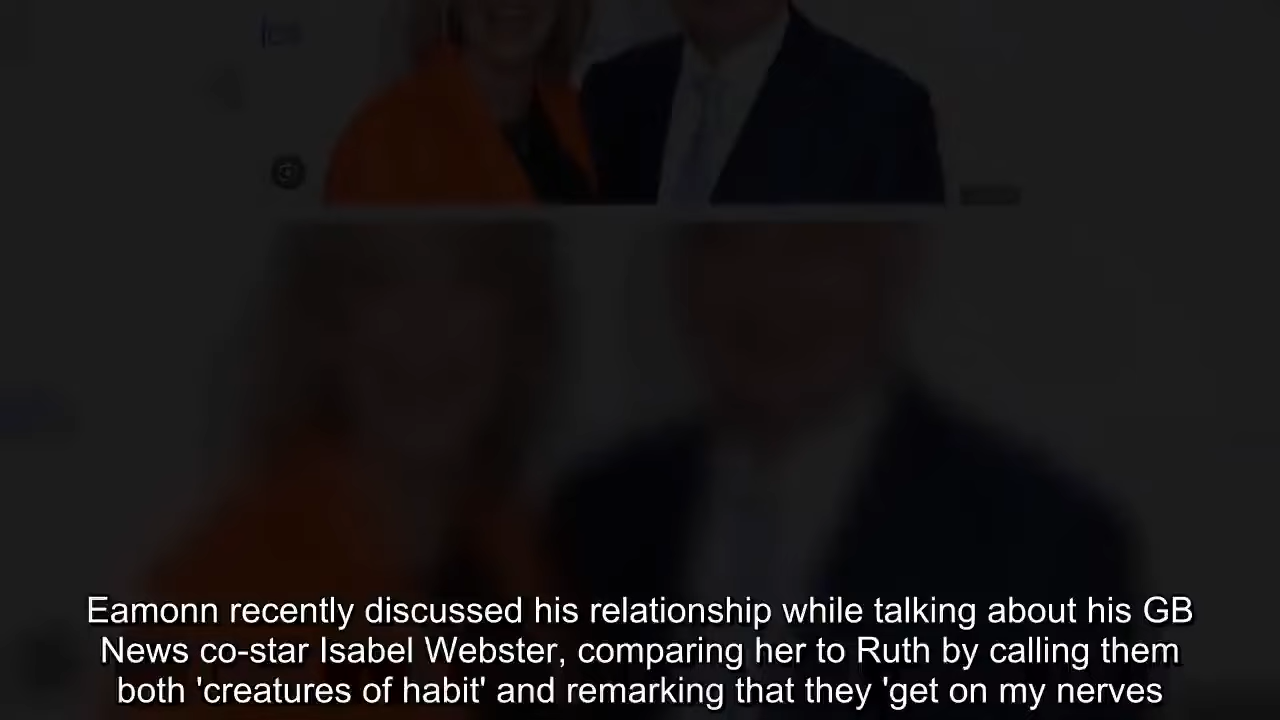 Eamonn recently discussed his relationship while talking about his GB
News co-star Isabel Webster, comparing her to Ruth by calling them
both 'creatures of habit' and remarking that they 'get on my nerves